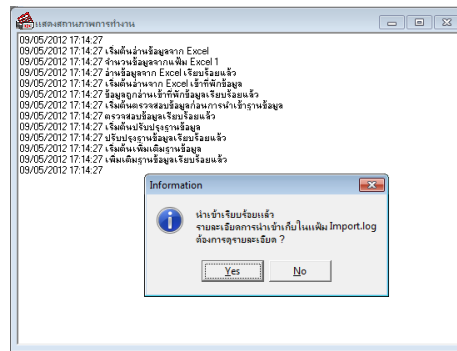 แสดงสถานภาพการทำงาน
09/05/2012 17:14:27 เริ่มต้นอ่านข้อมูลจาก Excel
09/05/2012 17:14:27 จำนวนข้อมูลจากแฟ้ม Excel 1
09/05/2012 17:14:27 อ่านข้อมูลจาก Excel เรียบร้อยแล้ว
09/05/2012 17:14:27 เริ่มต้นอ่านจาก Excel เข้าที่พักข้อมูล
09/05/2012 17:14:27 ข้อมูลถูกอ่านเข้าที่พักข้อมูลเรียบร้อยแล้ว
09/05/2012 17:14:27 เริ่มต้นตรวจสอบข้อมูลก่อนการนำเข้าฐานข้อมูล
09/05/2012 17:14:27 ตรวจสอบข้อมูลเรียบร้อยแล้ว
09/05/2012 17:14:27 เริ่มต้นปรับปรุงฐานข้อมูล
09/05/2012 17:14:27 ปรับปรุงฐานข้อมูลเรียบร้อยแล้ว
09/05/2012 17:14:27 เริ่มต้นเพิ่มเติมฐานข้อมูล
09/05/2012 17:14:27 เพิ่มเติมฐานข้อมูลเรียบร้อยแล้ว
09/05/2012 17:14:27
Information
นำเข้าเรียบร้อยแล้ว
รายละเอียดการนำเข้าเก็บในแฟ้ม Import.log
ต้องการดูรายละเอียด ?
Yes No